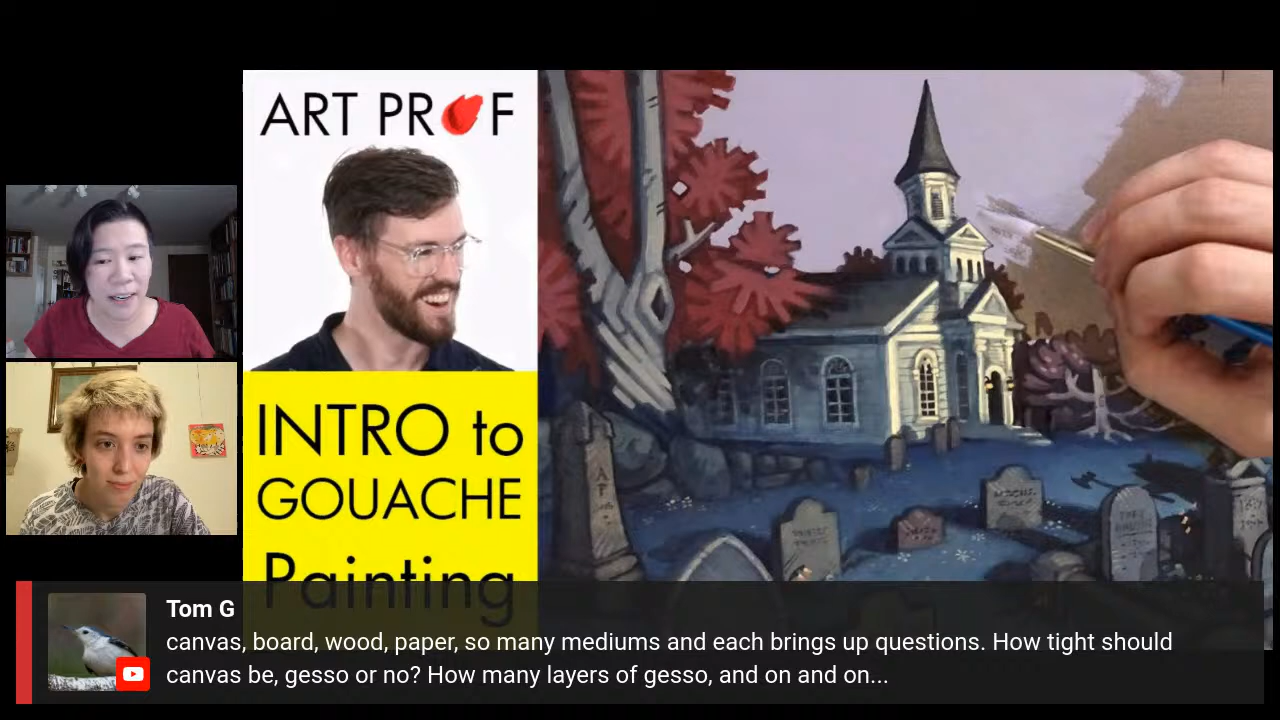 ART PROF
INTRO to
GOUACHE
Painting
Tom G
canvas, board, wood, paper, so many mediums and each brings up questions. How tight should
canvas be, gesso or no? How many layers of gesso, and on and on...